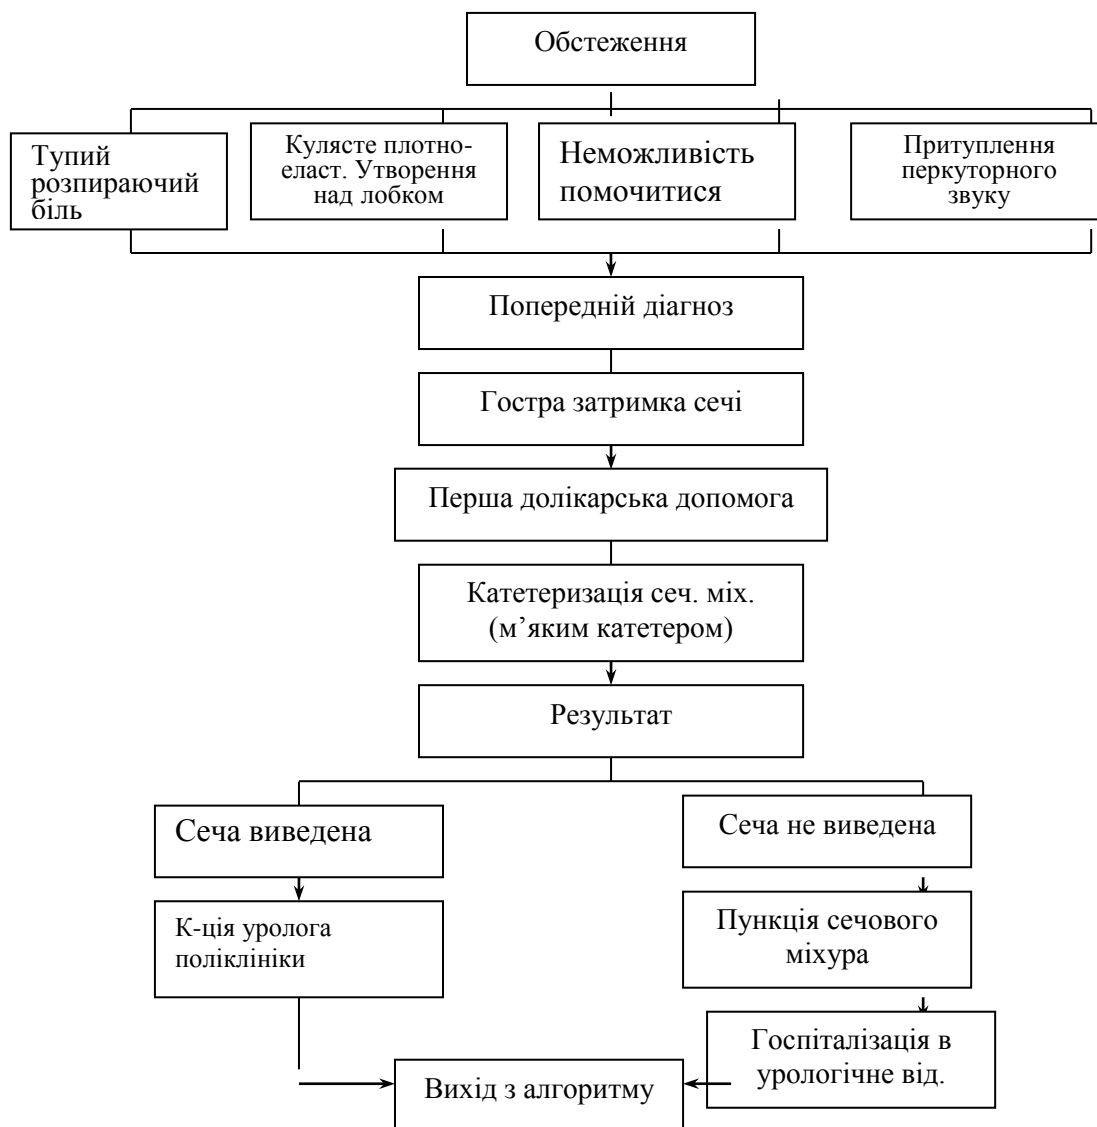 Обстеження
Тупий
розпираючий
біль
Кулясте плотно-
еласт. Утворення
над лобком
Неможливість
помочитися
Притуплення
перкуторного
звуку
Попередній діагноз
Гостра затримка сечі
Перша долікарська допомога
Катетеризація сеч. міх.
(м’яким катетером)
Результат
Сеча виведена
Сеча не виведена
К-ція уролога
поліклініки
Пункція сечового
міхура
Госпіталізація в
урологічне від.
Вихід з алгоритму